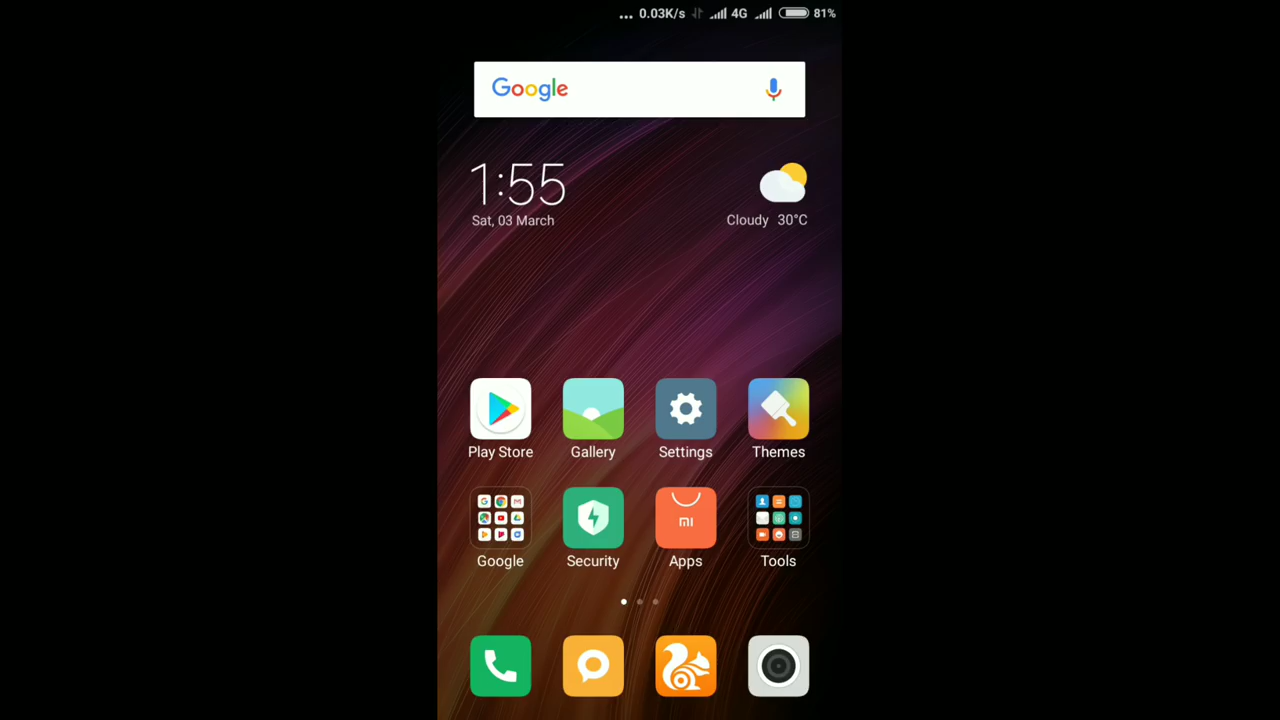 ... 0.03K/s 4G 81%
Google
1:55
Sat, 03 March
Cloudy 30°C
Play Store Gallery Settings Themes
mi
Google Security Apps Tools